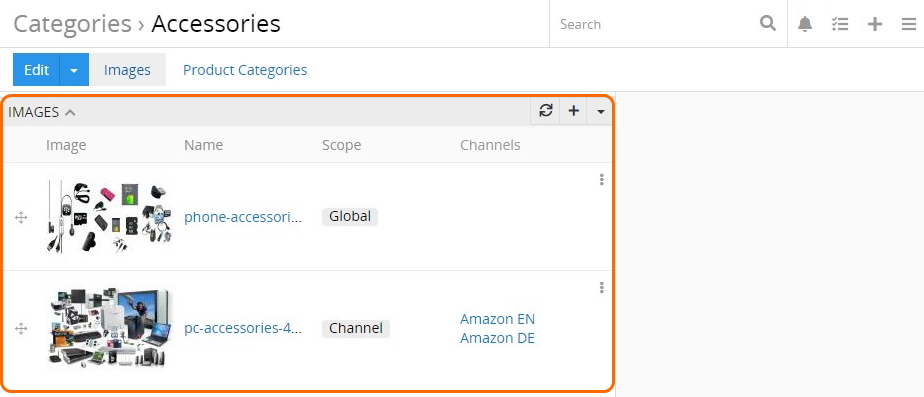 Categories › Accessories
Search
Edit
Images
Product Categories
IMAGES
Image
Name
Scope
Channels
phone-accessori...
Global
pc-accessories-4...
Channel
Amazon EN
Amazon DE